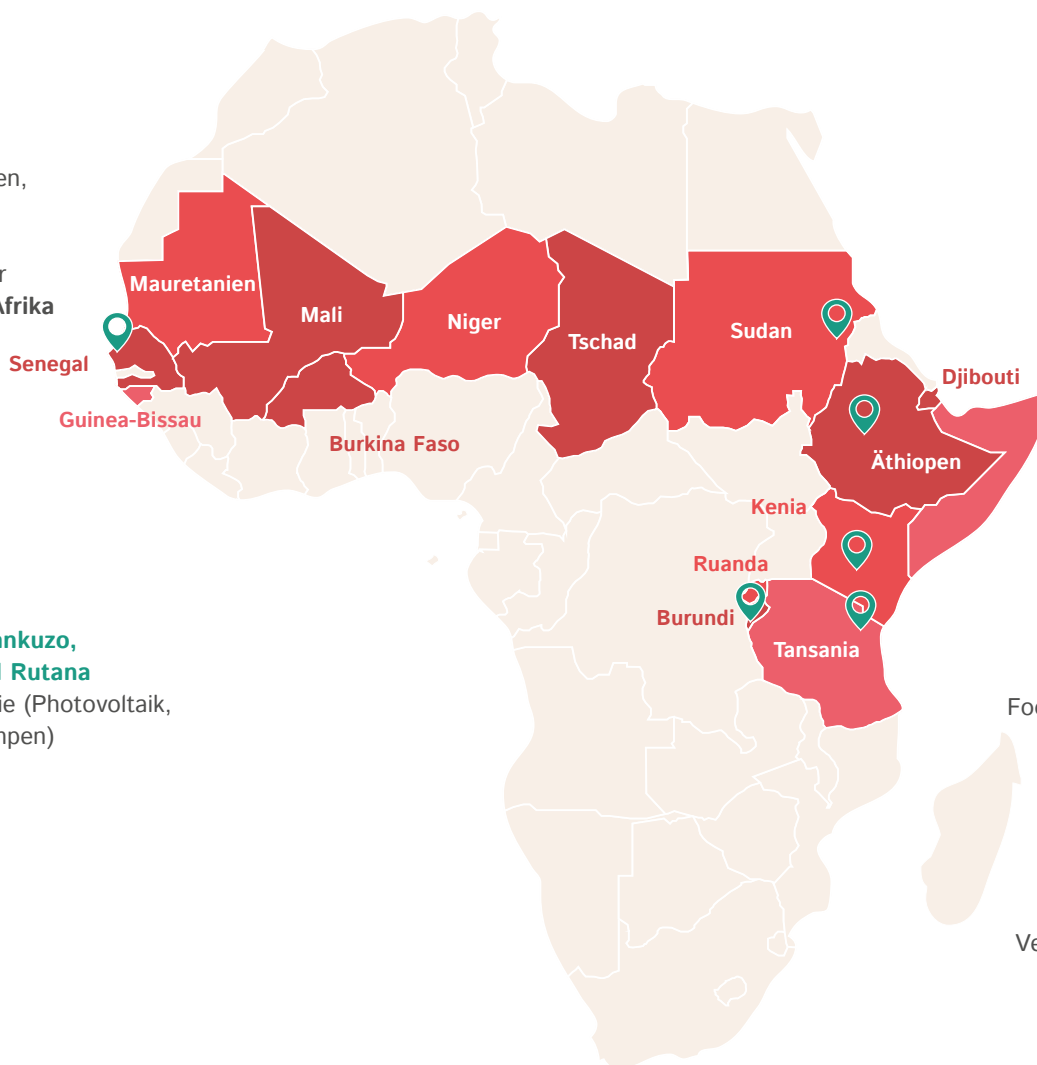 en,
r
Afrika
Mauretanien
Mali
Niger
Tschad
Sudan
Senegal
Djibouti
Guinea-Bissau
Burkina Faso
Äthiopen
Kenia
Ruanda
Burundi
Tansania
ankuzo,
Rutana
ie (Photovoltaik,
npen)
Foo
Ve